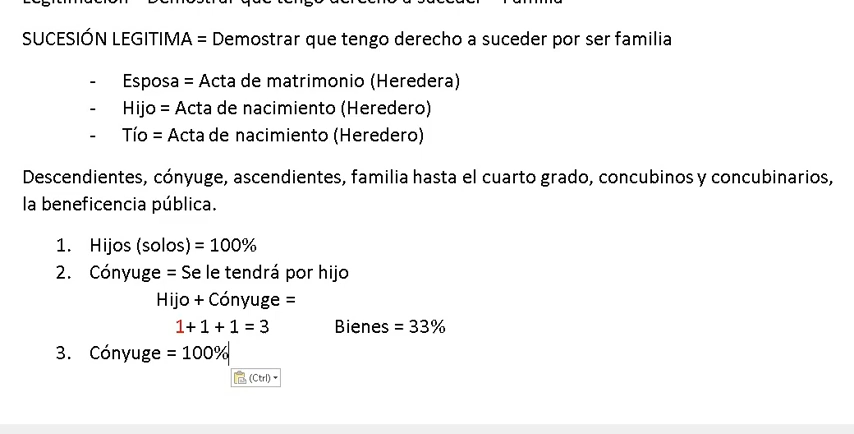 SUCESIÓN LEGITIMA = Demostrar que tengo derecho a suceder por ser familia
- Esposa = Acta de matrimonio (Heredera)
- Hijo = Acta de nacimiento (Heredero)
- Tío = Acta de nacimiento (Heredero)
Descendientes, cónyuge, ascendientes, familia hasta el cuarto grado, concubinos y concubinarios,
la beneficencia pública.
1. Hijos (solos) = 100%
2. Cónyuge = Se le tendrá por hijo
Hijo + Cónyuge =
1+ 1 + 1 = 3 Bienes = 33%
3. Cónyuge = 100%
(Ctrl)